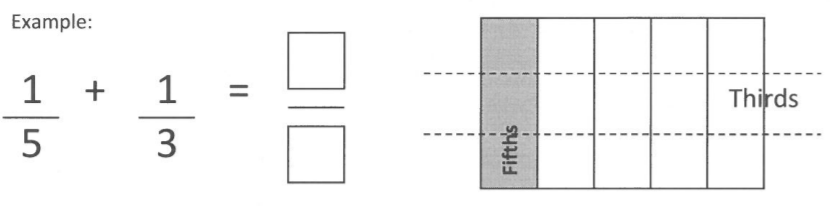 Example:
1/5 + 1/3 =
Fifths
Thirds